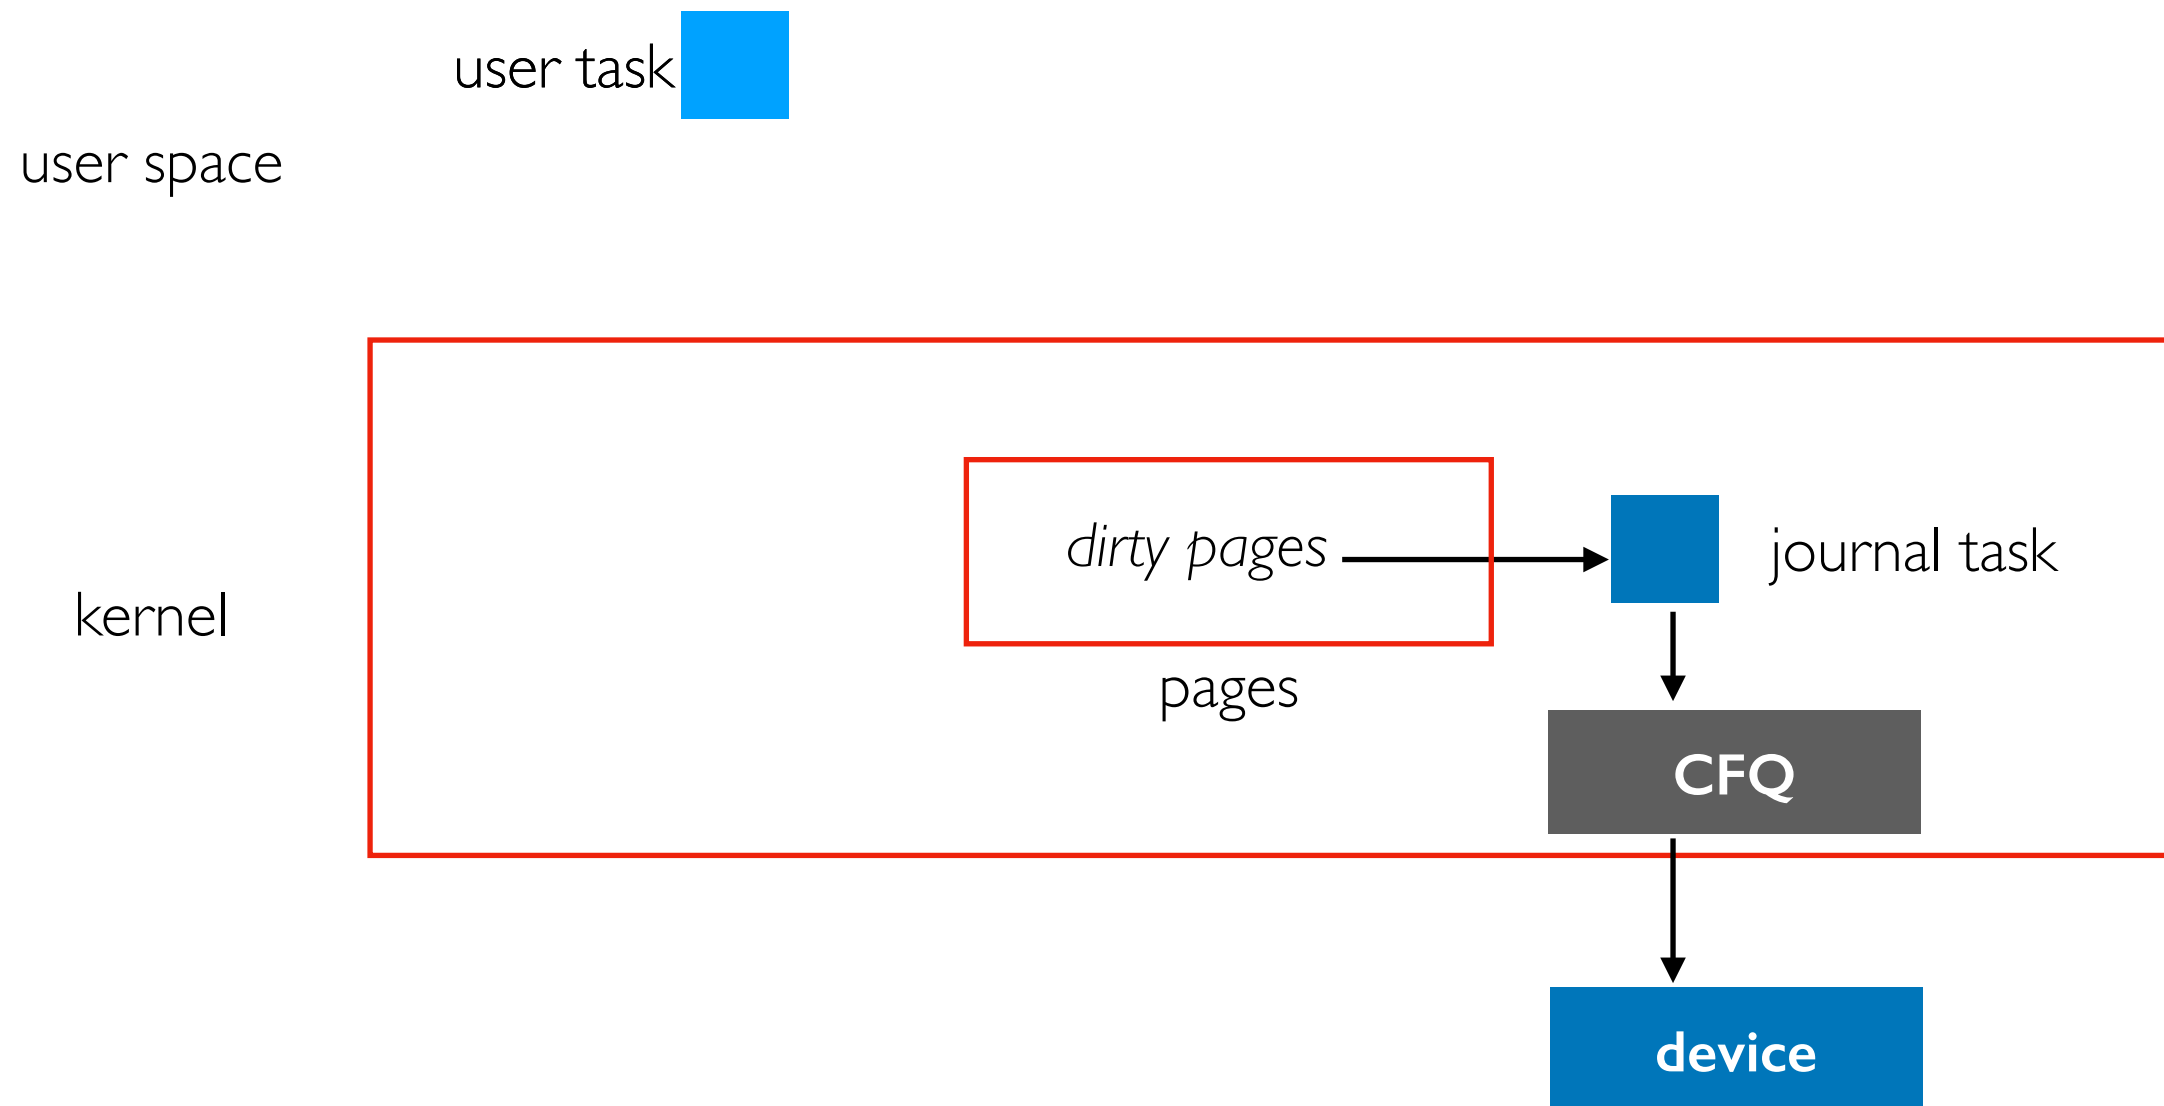 user task
user space
dirty pages
journal task
kernel
pages
CFQ
device